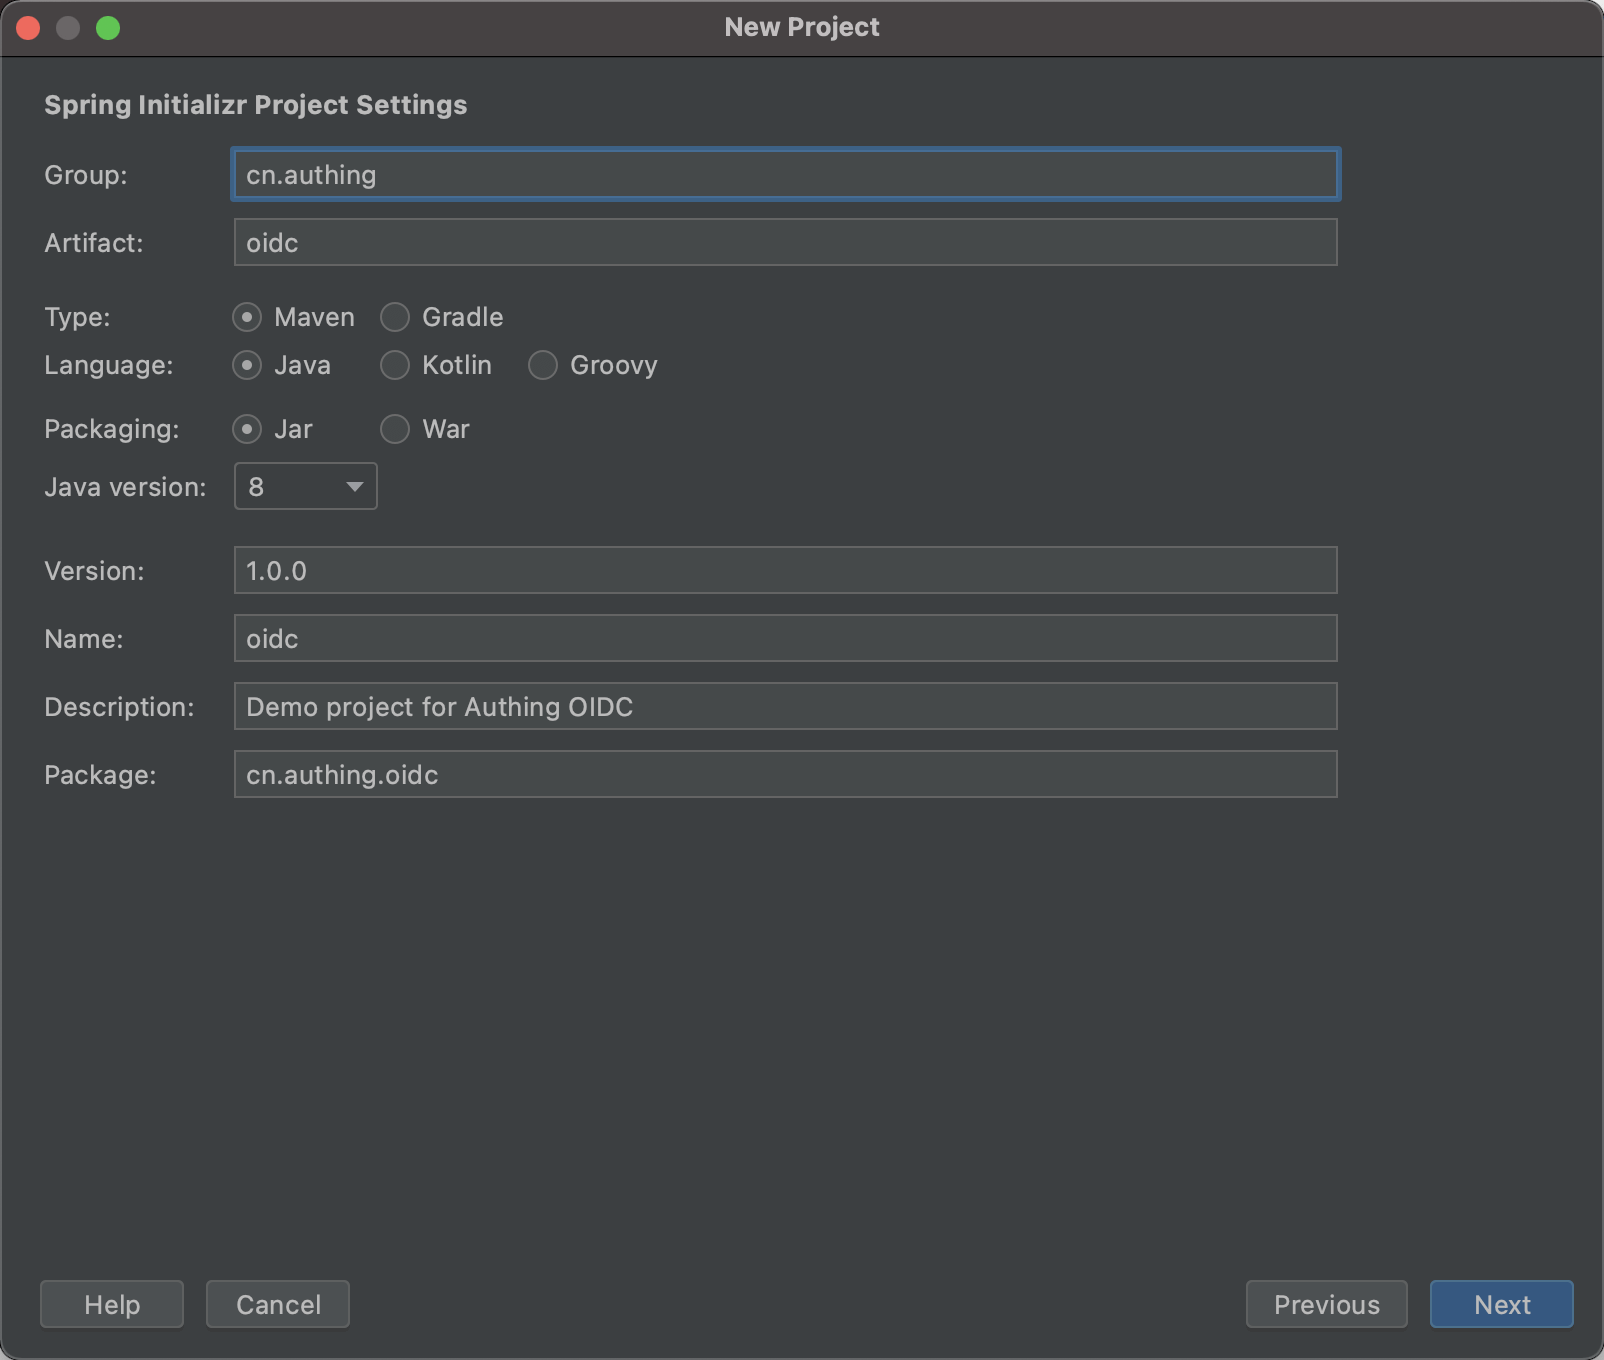 New Project
Spring Initializr Project Settings
Group: cn.authing
Artifact: oidc
Type: Maven Gradle
Language: Java Kotlin Groovy
Packaging: Jar War
Java version: 8
Version: 1.0.0
Name: oidc
Description: Demo project for Authing OIDC
Package: cn.authing.oidc
Help Cancel Previous Next